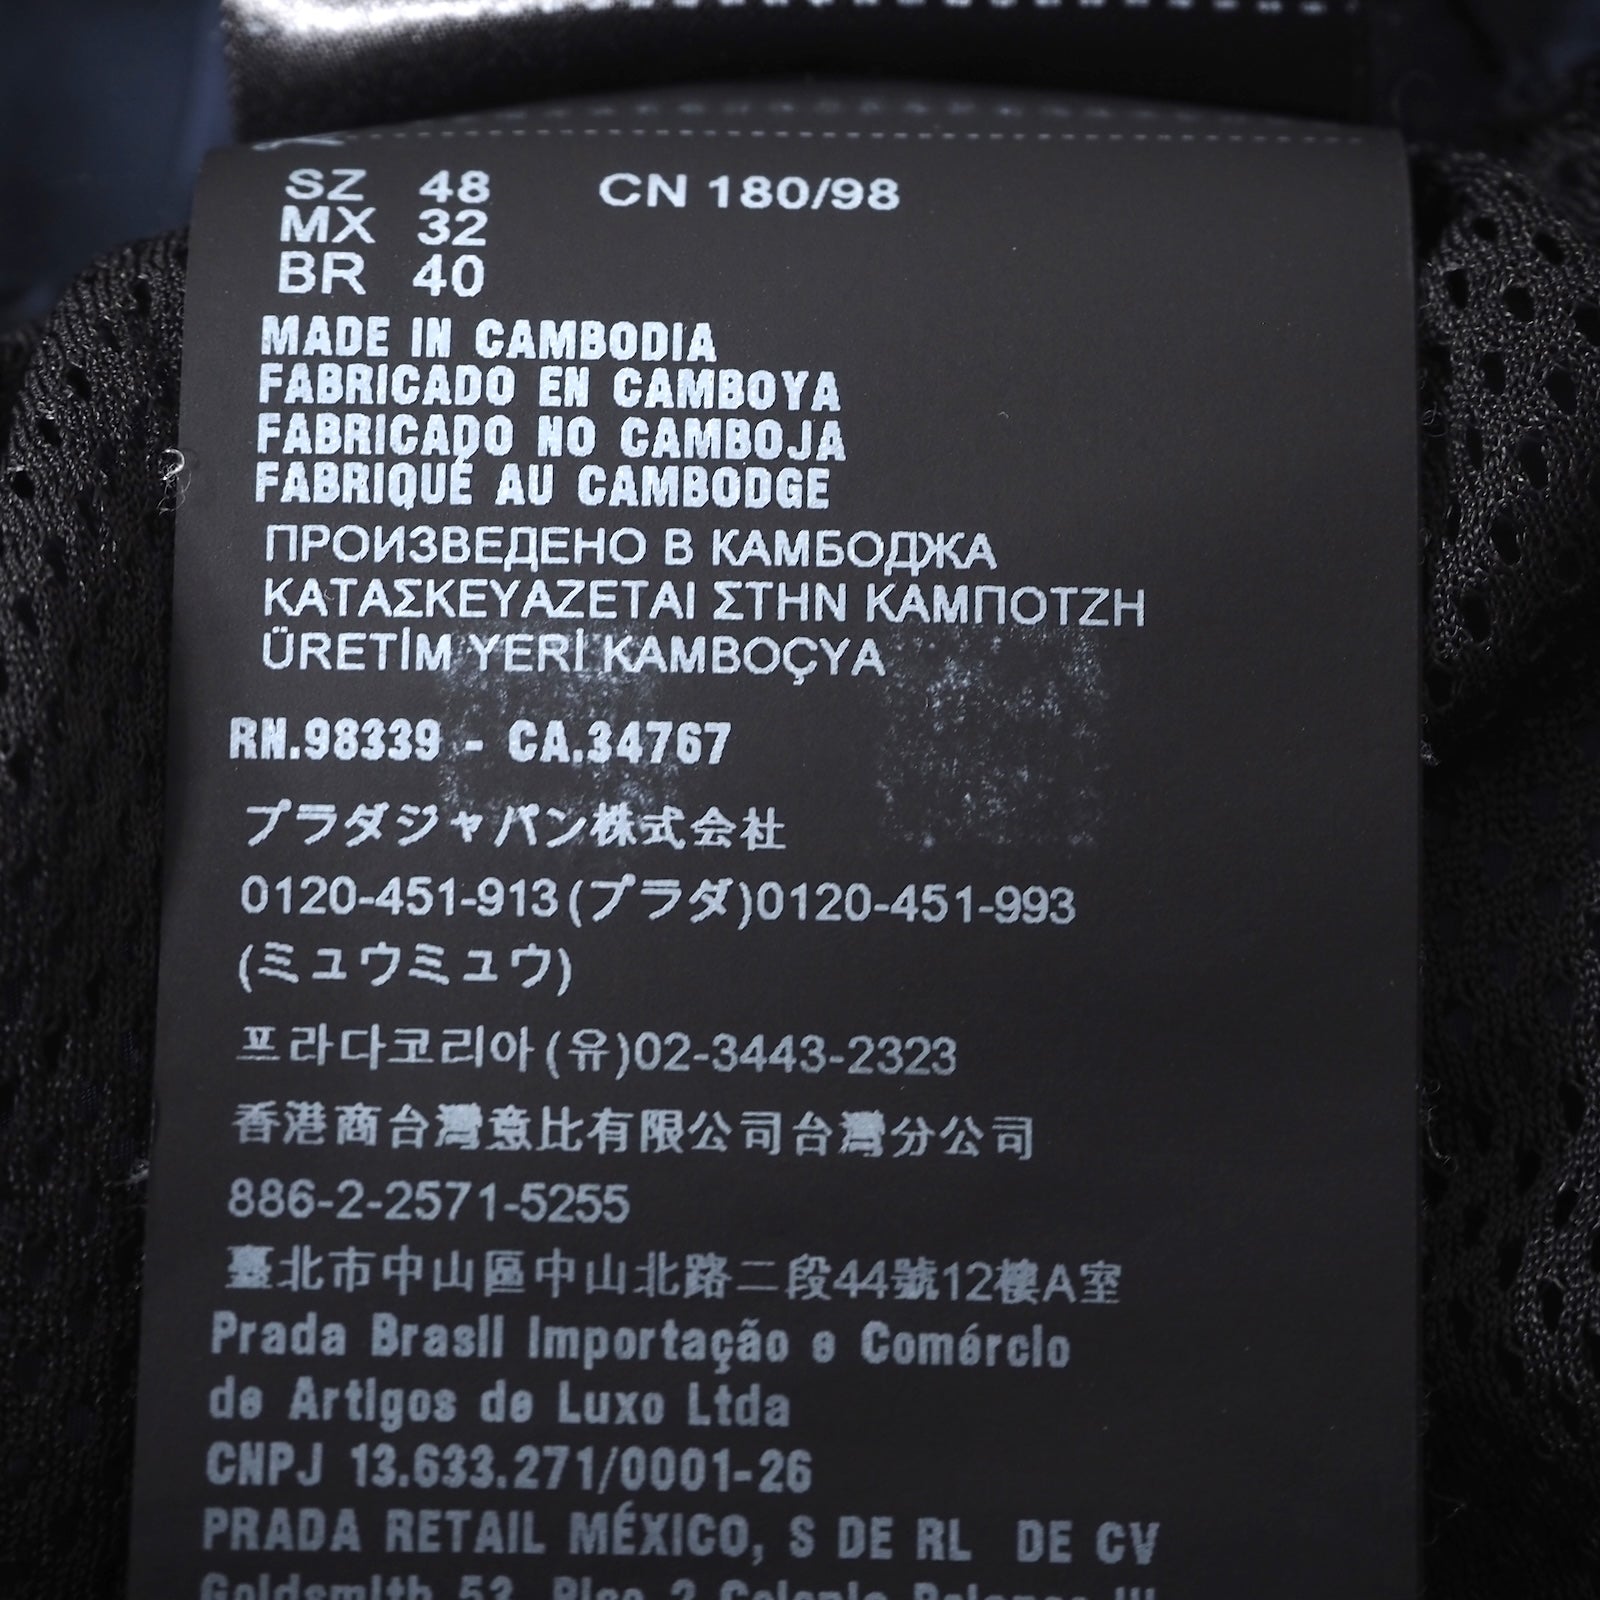 SZ 48 CN 180/98
MX 32
BR 40
MADE IN CAMBODIA
FABRICADO EN CAMBOYA
FABRICADO NO CAMBOJA
FABRIQUÉ AU CAMBODGE
ПРОИЗВЕДЕНО В КАМБОДЖА
ΚΑΤΑΣΚΕΥΑΖΕΤΑΙ ΣΤΗΝ ΚΑΜΠΟΤΖΗ
ÜRETİM YERİ KAMBOÇYA
RN.98339 - CA.34767
プラダジャパン株式会社
0120-451-913(プラダ)0120-451-993
(ミュウミュウ)
프라다코리아(유)02-3443-2323
香港商台灣意比有限公司台灣分公司
886-2-2571-5255
臺北市中山區中山北路二段44號12樓A室
Prada Brasil Importação e Comércio
de Artigos de Luxo Ltda
CNPJ 13.633.271/0001-26
PRADA RETAIL MÉXICO, S DE RL DE CV
Goldsmith 53, Piso 2 Colonia